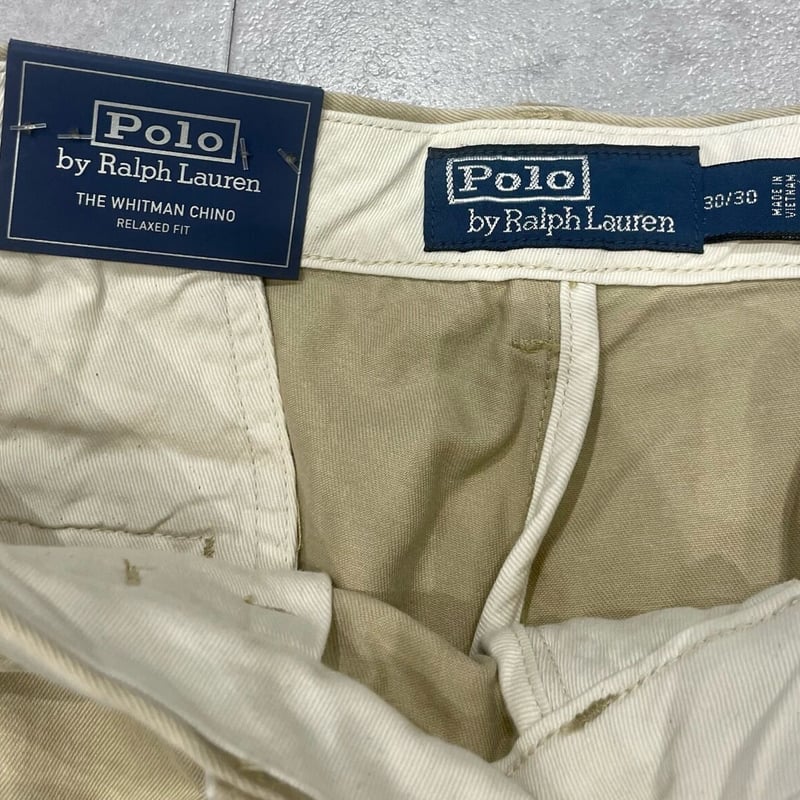 Polo
by Ralph Lauren
THE WHITMAN CHINO
RELAXED FIT
Polo
by Ralph Lauren
30/30
MADE IN
VIETNAM